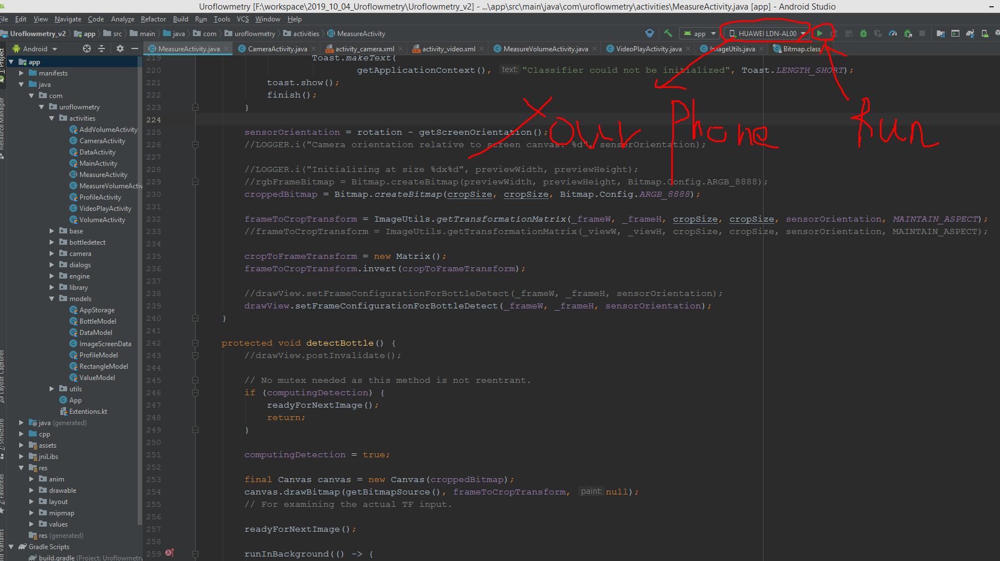 Uroflowmetry [F:\workspace\2019_10_04_Uroflowmetry\Uroflowmetry_v2] - ...\app\src\main\java\com\uroflowmetry\activities\MeasureActivity.java [app] - Android Studio
File Edit View Navigate Code Analyze Refactor Build Run Tools VCS Window Help
Uroflowmetry_v2 app src main java com uroflowmetry activities MeasureActivity app HUAWEI LDN-AL00
Android MeasureActivity.java CameraActivity.java activity_camera.xml activity_video.xml MeasureVolumeActivity.java VideoPlayActivity.java ImageUtils.java Bitmap.class
1: Project
Resource Manager
Layout Captures
7: Structure
2: Favorites
app
manifests
java
com
uroflowmetry
activities
AddVolumeActivity
CameraActivity
DataActivity
MainActivity
MeasureActivity
MeasureVolumeActiv
ProfileActivity
VideoPlayActivity
VolumeActivity
base
bottledetect
camera
dialogs
engine
library
models
AppStorage
BottleModel
DataModel
ImageScreenData
ProfileModel
RectangleModel
ValueModel
utils
App
Extentions.kt
java (generated)
cpp
assets
jniLibs
res
anim
drawable
layout
mipmap
values
res (generated)
Gradle Scripts
build.gradle (Project: Uroflowmetry
219 Toast.makeText(
220 getApplicationContext(), text: "Classifier could not be initialized", Toast.LENGTH_SHORT);
221 toast.show();
222 finish();
223 }
224
225 sensorOrientation = rotation - getScreenOrientation();
226 //LOGGER.i("Camera orientation relative to screen canvas: %d", sensorOrientation);
227
228 //LOGGER.i("Initializing at size %dx%d", previewWidth, previewHeight);
229 //rgbFrameBitmap = Bitmap.createBitmap(previewWidth, previewHeight, Bitmap.Config.ARGB_8888);
230 croppedBitmap = Bitmap.createBitmap(cropSize, cropSize, Bitmap.Config.ARGB_8888);
231
232 frameToCropTransform = ImageUtils.getTransformationMatrix(_frameW, _frameH, cropSize, cropSize, sensorOrientation, MAINTAIN_ASPECT);
233 //frameToCropTransform = ImageUtils.getTransformationMatrix(_viewW, _viewH, cropSize, cropSize, sensorOrientation, MAINTAIN_ASPECT);
234
235 cropToFrameTransform = new Matrix();
236 frameToCropTransform.invert(cropToFrameTransform);
237
238 //drawView.setFrameConfigurationForBottleDetect(_frameW, _frameH, sensorOrientation);
239 drawView.setFrameConfigurationForBottleDetect(_frameW, _frameH, sensorOrientation);
240 }
241
242 protected void detectBottle() {
243 //drawView.postInvalidate();
244
245 // No mutex needed as this method is not reentrant.
246 if (computingDetection) {
247 readyForNextImage();
248 return;
249 }
250
251 computingDetection = true;
252
253 final Canvas canvas = new Canvas(croppedBitmap);
254 canvas.drawBitmap(getBitmapSource(), frameToCropTransform, paint: null);
255 // For examining the actual TF input.
256
257 readyForNextImage();
258
259 runInBackground(() -> {
Your Phone
Run